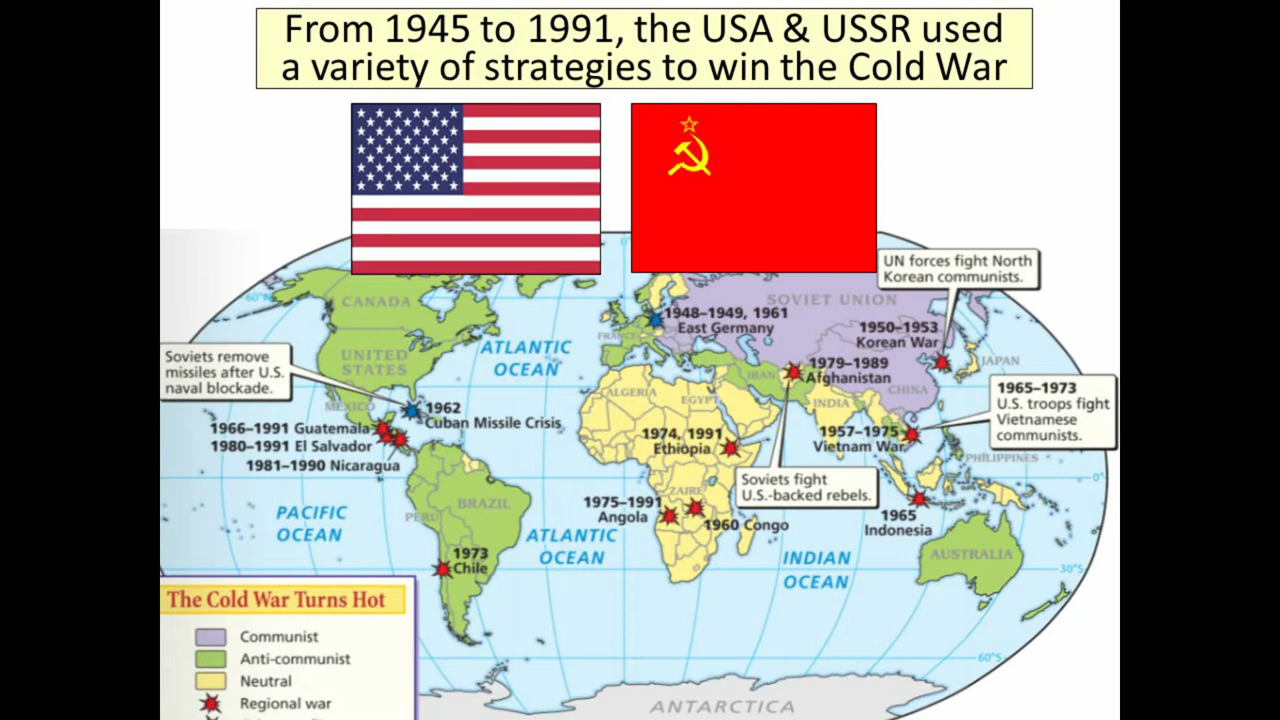 From 1945 to 1991, the USA & USSR used
a variety of strategies to win the Cold War
UN forces fight North
Korean communists.
0°
60°N
CANADA
SOVIET UNION
1948–1949, 1961
East Germany
FRANCE
1950–1953
Korean War
Soviets remove
missiles after U.S.
naval blockade.
UNITED
STATES
ATLANTIC
OCEAN
JAPAN
IRAN
1979–1989
Afghanistan
CHINA
ALGERIA
EGYPT
INDIA
1965–1973
U.S. troops fight
Vietnamese
communists.
MEXICO
1962
Cuban Missile Crisis
1966–1991 Guatemala
1980–1991 El Salvador
1981–1990 Nicaragua
1974, 1991
Ethiopia
1957–1975
Vietnam War
PHILIPPINES
0°
Soviets fight
U.S.-backed rebels.
ZAIRE
BRAZIL
PERU
PACIFIC
OCEAN
1975–1991
Angola
1960 Congo
1965
Indonesia
ATLANTIC
OCEAN
INDIAN
OCEAN
AUSTRALIA
1973
Chile
30°S
The Cold War Turns Hot
Communist
Anti-communist
Neutral
Regional war
60°S
ANTARCTICA